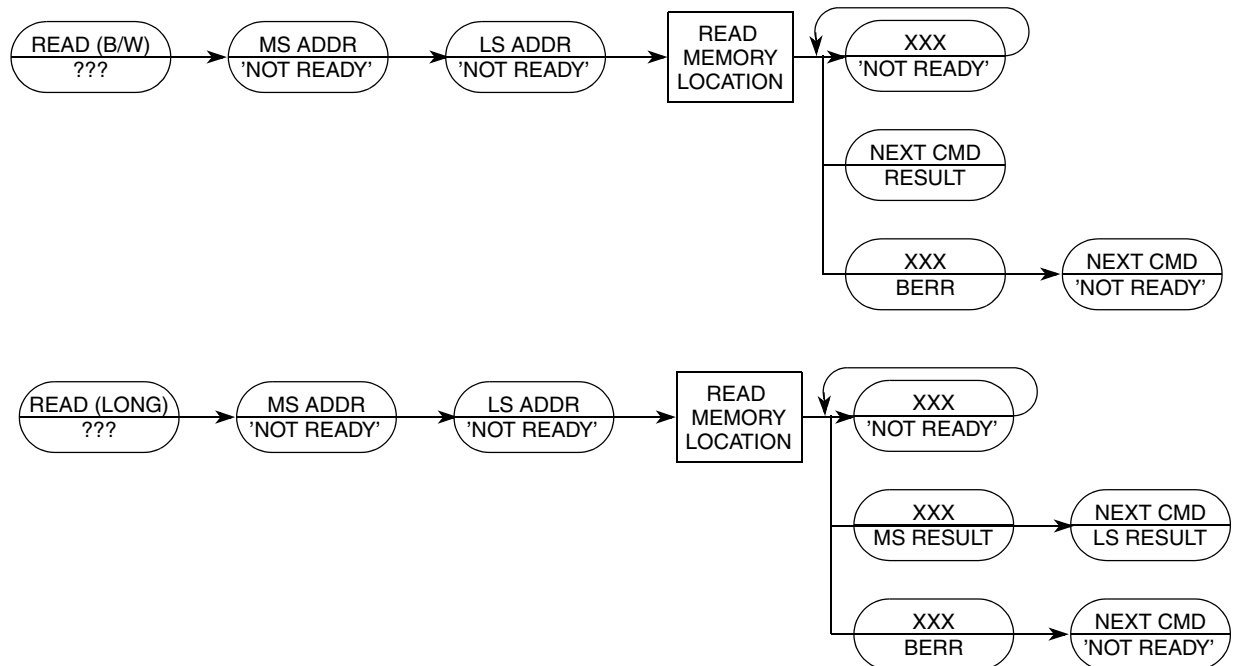 READ (B/W)
???
MS ADDR
'NOT READY'
LS ADDR
'NOT READY'
READ
MEMORY
LOCATION
XXX
'NOT READY'
NEXT CMD
RESULT
XXX
BERR
NEXT CMD
'NOT READY'
READ (LONG)
???
MS ADDR
'NOT READY'
LS ADDR
'NOT READY'
READ
MEMORY
LOCATION
XXX
'NOT READY'
XXX
MS RESULT
NEXT CMD
LS RESULT
XXX
BERR
NEXT CMD
'NOT READY'